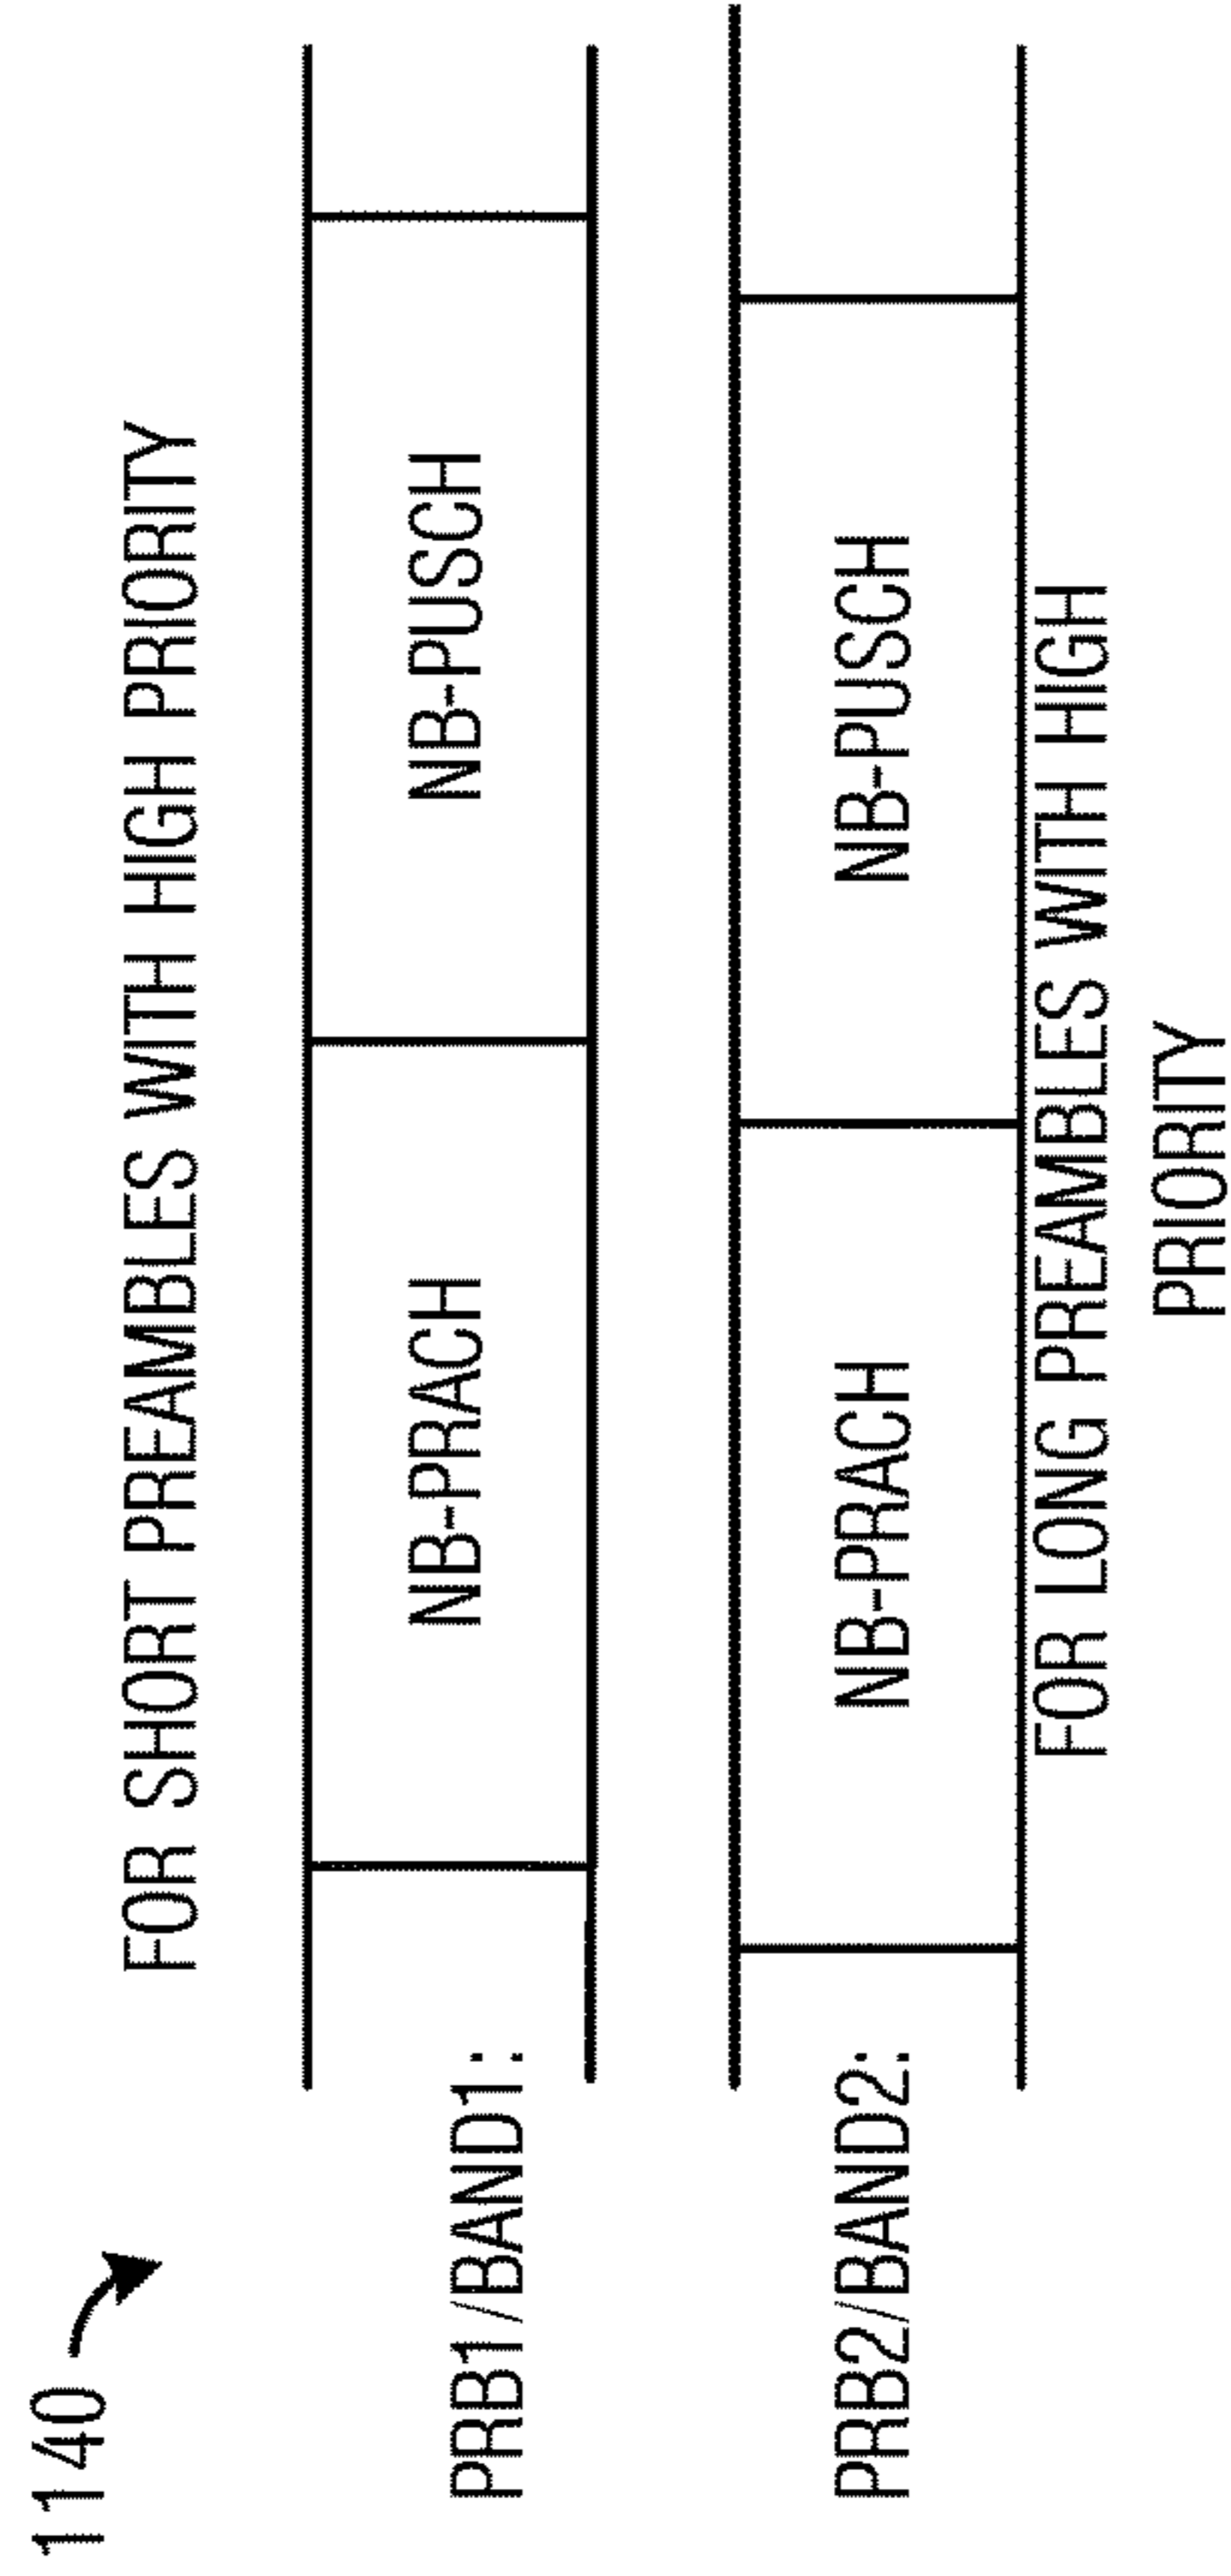 1140
FOR SHORT PREAMBLES WITH HIGH PRIORITY
PRB1/BAND1:
NB-PRACH
NB-PUSCH
PRB2/BAND2:
NB-PRACH
NB-PUSCH
FOR LONG PREAMBLES WITH HIGH
PRIORITY